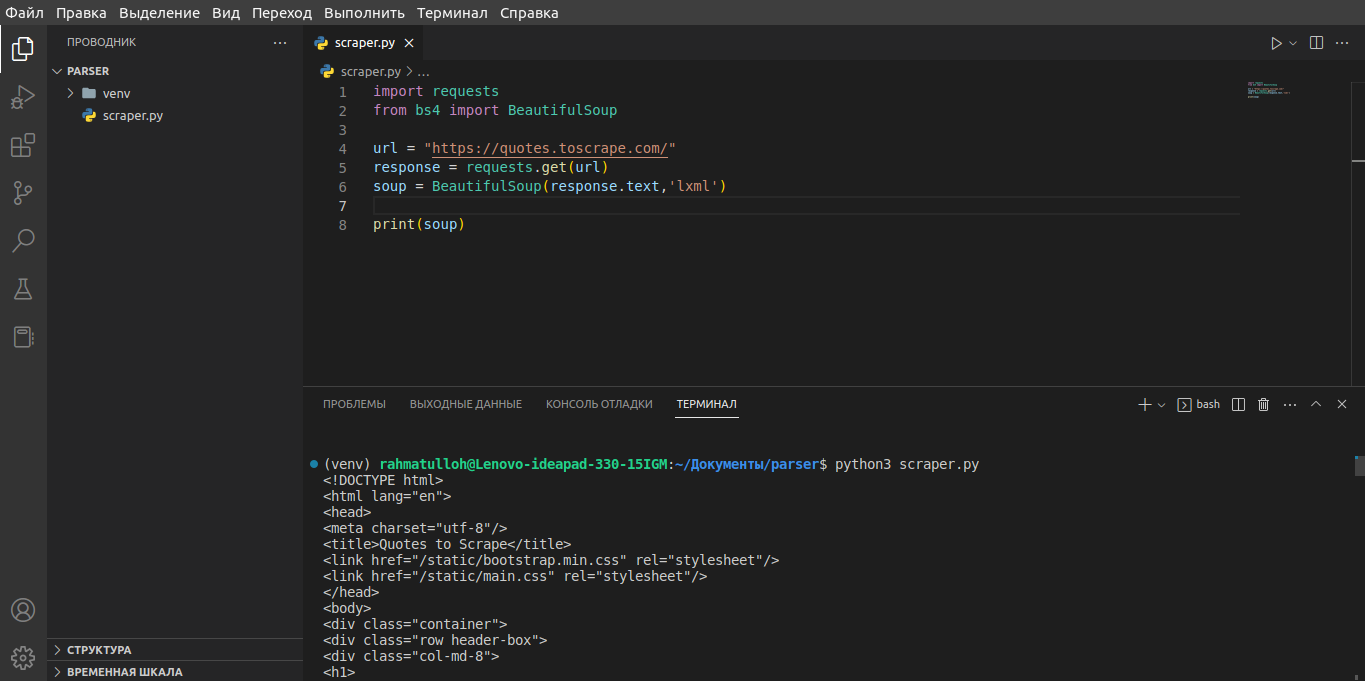 Файл Правка Выделение Вид Переход Выполнить Терминал Справка
ПРОВОДНИК
PARSER
venv
scraper.py
СТРУКТУРА
ВРЕМЕННАЯ ШКАЛА
scraper.py
scraper.py > ...
1 import requests
2 from bs4 import BeautifulSoup
3
4 url = "https://quotes.toscrape.com/"
5 response = requests.get(url)
6 soup = BeautifulSoup(response.text,'lxml')
7
8 print(soup)
ПРОБЛЕМЫ ВЫХОДНЫЕ ДАННЫЕ КОНСОЛЬ ОТЛАДКИ ТЕРМИНАЛ bash
(venv) rahmatulloh@Lenovo-ideapad-330-15IGM:~/Документы/parser$ python3 scraper.py
<!DOCTYPE html>
<html lang="en">
<head>
<meta charset="utf-8"/>
<title>Quotes to Scrape</title>
<link href="/static/bootstrap.min.css" rel="stylesheet"/>
<link href="/static/main.css" rel="stylesheet"/>
</head>
<body>
<div class="container">
<div class="row header-box">
<div class="col-md-8">
<h1>